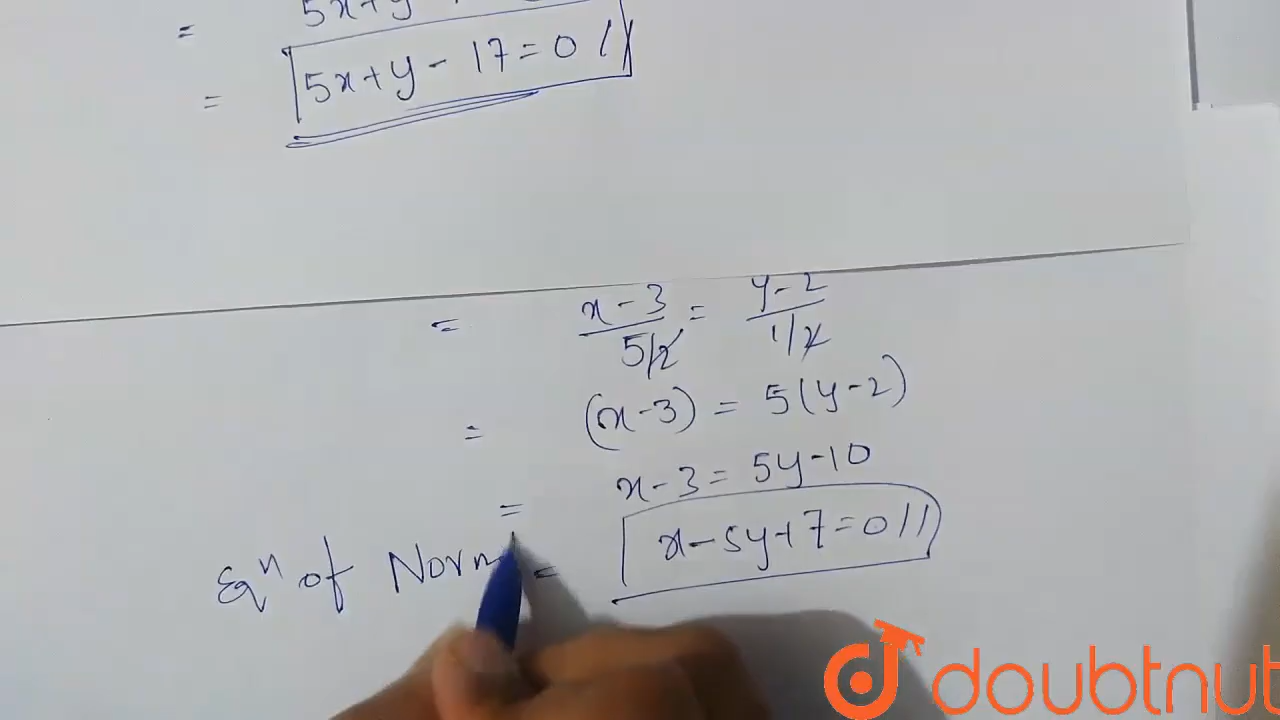 = 5x+y
= 5x+y-17=0 //
= x-3/5/2 = y-2/1/2
= (x-3) = 5(y-2)
= x-3 = 5y-10
Eqn of Norm = x-5y+7=0 //
doubtnut